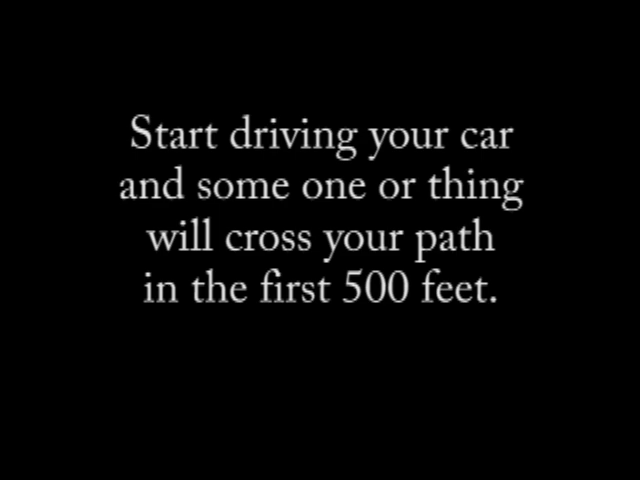 Start driving your car
and some one or thing
will cross your path
in the first 500 feet.